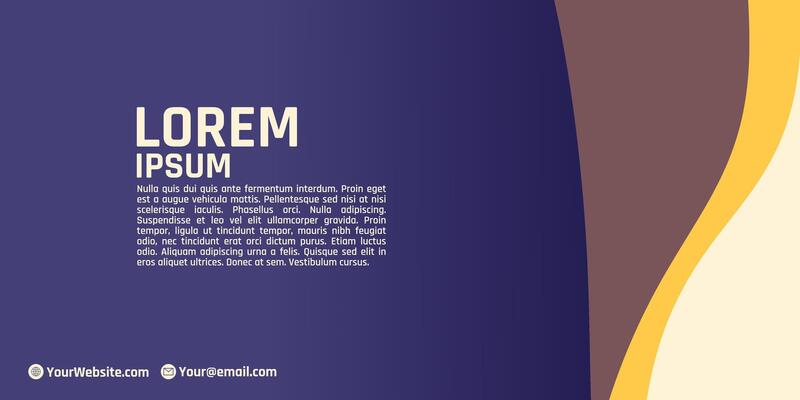 LOREM
IPSUM
Nulla quis dui quis ante fermentum interdum. Proin eget
est a augue vehicula mattis. Pellentesque sed nisi at nisi
scelerisque iaculis. Phasellus orci. Nulla adipiscing.
Suspendisse et leo vel elit ullamcorper gravida. Proin
tempor, ligula ut tincidunt tempor, mauris nibh feugiat
odio, nec tincidunt erat orci dictum purus. Etiam luctus
odio. Aliquam adipiscing urna a felis. Quisque sed elit in
eros aliquet ultrices. Donec at sem. Vestibulum cursus.
YourWebsite.com Your@email.com